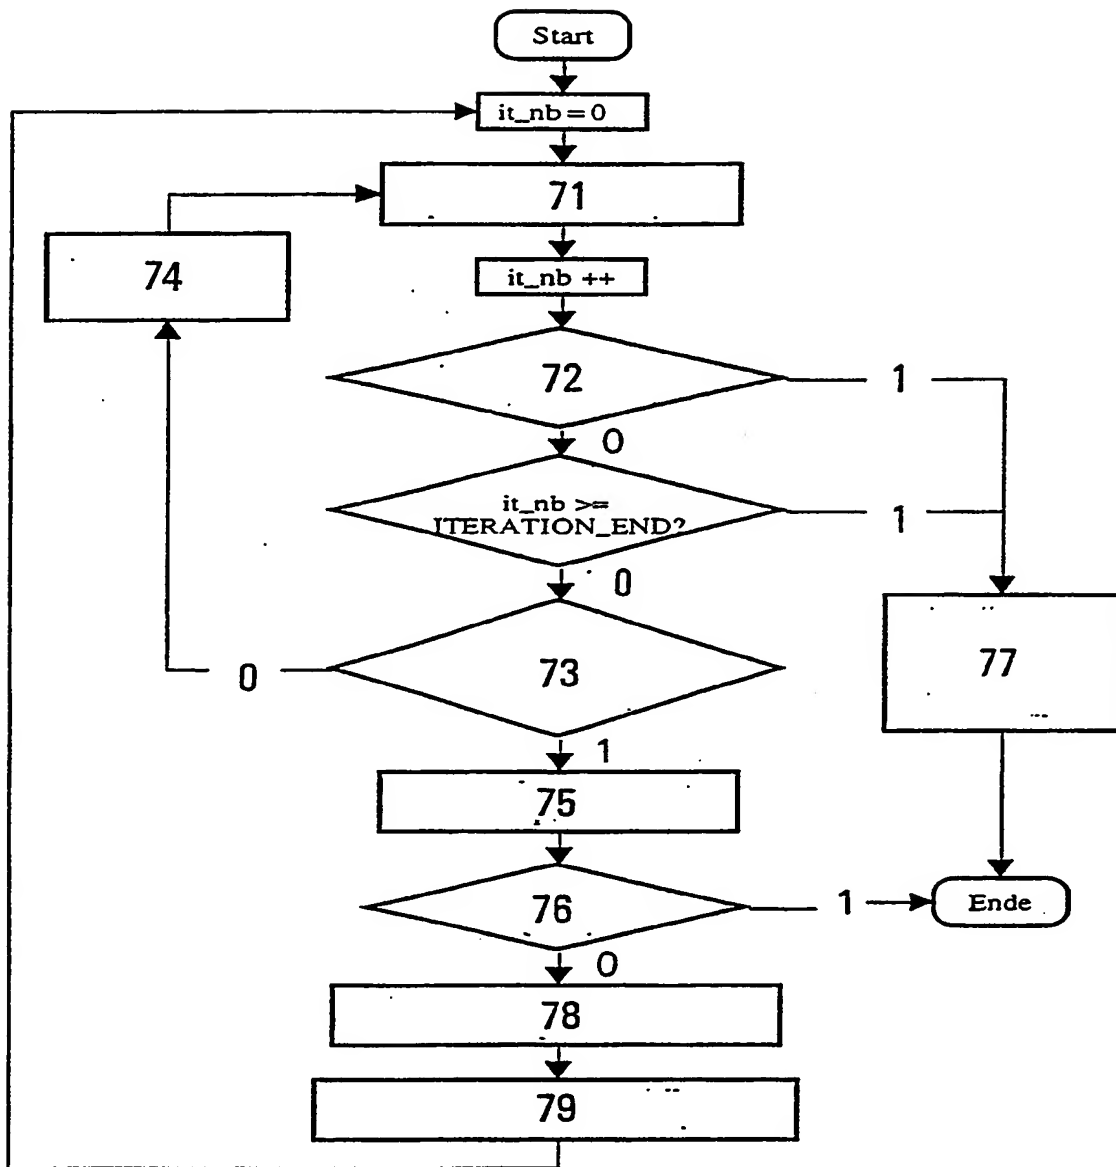 Start
it_nb = 0
71
74
it_nb ++
72
1
0
it_nb >=
ITERATION_END?
1
0
77
0
73
1
75
76
1
Ende
0
78
79